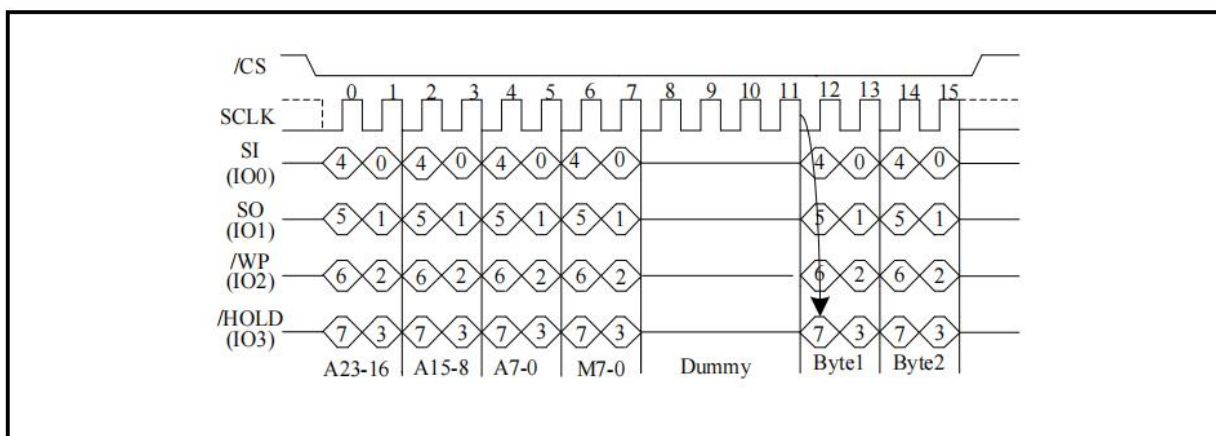 /CS
0 1 2 3 4 5 6 7 8 9 10 11 12 13 14 15
SCLK
SI
(IO0)
4 0 4 0 4 0 4 0 4 0 4 0
SO
(IO1)
5 1 5 1 5 1 5 1 5 1 5 1
/WP
(IO2)
6 2 6 2 6 2 6 2 6 2 6 2
/HOLD
(IO3)
7 3 7 3 7 3 7 3 7 3 7 3
A23-16 A15-8 A7-0 M7-0 Dummy Byte1 Byte2